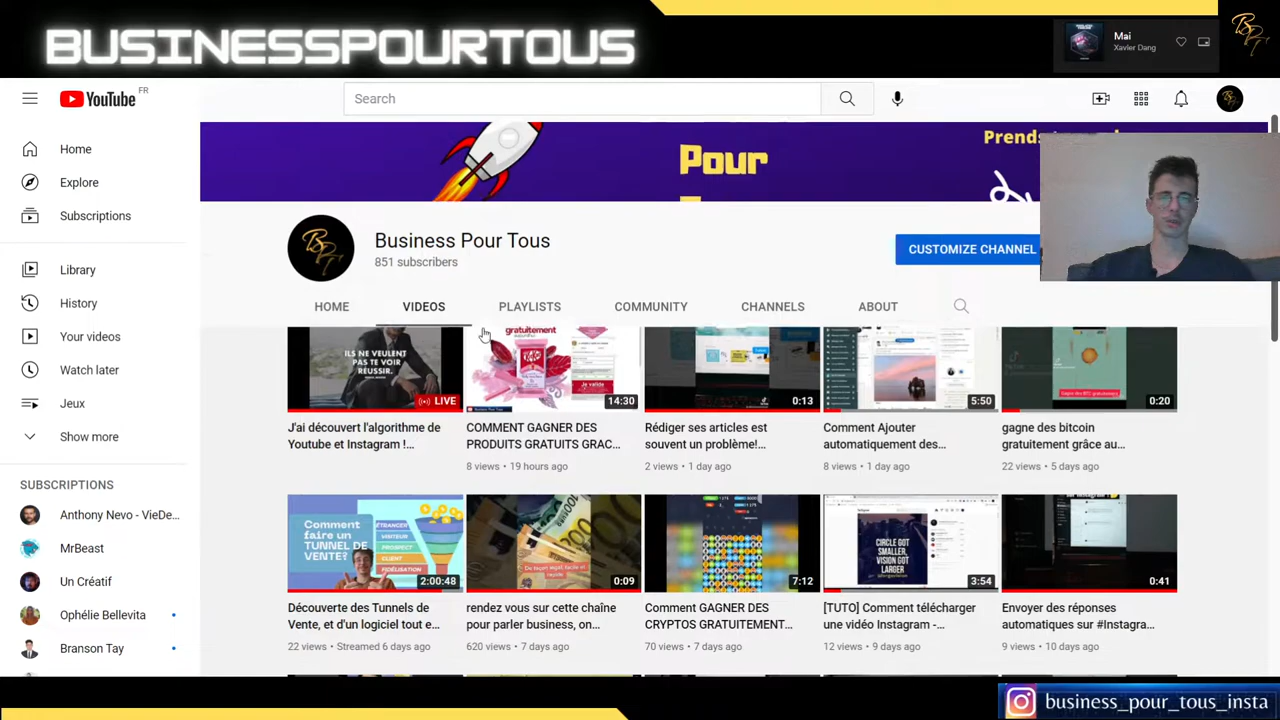 BUSINESSPOURTOUS
Mai
Xavier Dang
YouTube FR
Search
Home
Explore
Subscriptions
Library
History
Your videos
Watch later
Jeux
Show more
SUBSCRIPTIONS
Anthony Nevo - VieDe...
MrBeast
Un Créatif
Ophélie Bellevita
Branson Tay
Pour
Business Pour Tous
851 subscribers
CUSTOMIZE CHANNEL
HOME
VIDEOS
PLAYLISTS
COMMUNITY
CHANNELS
ABOUT
ILS NE VEULENT
PAS TE VOIR
RÉUSSIR.
LIVE
J'ai découvert l'algorithme de
Youtube et Instagram !...
gratuitement
Je valide
14:30
COMMENT GAGNER DES
PRODUITS GRATUITS GRAC...
8 views • 19 hours ago
0:13
Rédiger ses articles est
souvent un problème!...
2 views • 1 day ago
5:50
Comment Ajouter
automatiquement des...
8 views • 1 day ago
0:20
gagne des bitcoin
gratuitement grâce au...
22 views • 5 days ago
Comment
faire un
TUNNEL DE
VENTE?
ÉTRANGER
VISITEUR
PROSPECT
CLIENT
FIDÉLISATION
2:00:48
Découverte des Tunnels de
Vente, et d'un logiciel tout e...
22 views • Streamed 6 days ago
0:09
rendez vous sur cette chaîne
pour parler business, on...
620 views • 7 days ago
7:12
Comment GAGNER DES
CRYPTOS GRATUITEMENT...
70 views • 7 days ago
CIRCLE GOT
SMALLER,
VISION GOT
LARGER
3:54
[TUTO] Comment télécharger
une vidéo Instagram -...
12 views • 9 days ago
0:41
Envoyer des réponses
automatiques sur #Instagra...
9 views • 10 days ago
business_pour_tous_insta